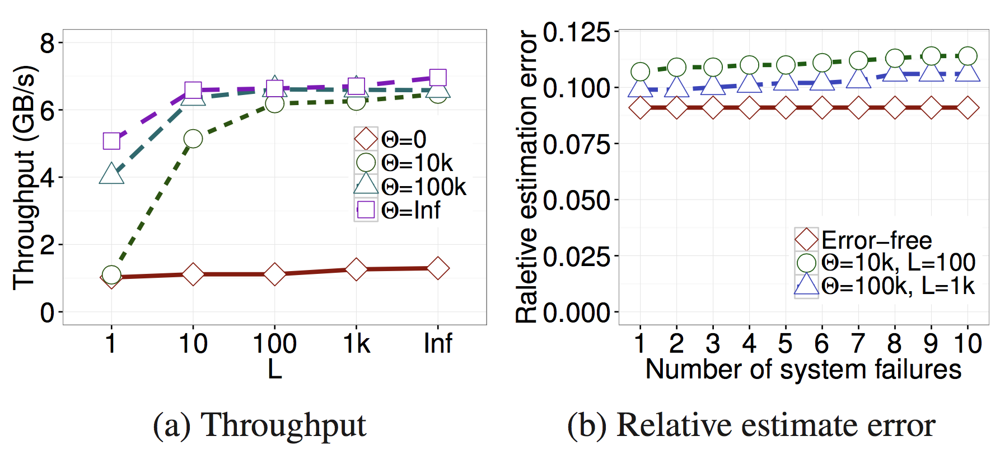 Throughput (GB/s)
8
6
4
2
0
Θ=0
Θ=10k
Θ=100k
Θ=Inf
1 10 100 1k Inf
L
(a) Throughput
Raletive estimation error
0.125
0.100
0.075
0.050
0.025
0.000
Error−free
Θ=10k, L=100
Θ=100k, L=1k
1 2 3 4 5 6 7 8 9 10
Number of system failures
(b) Relative estimate error